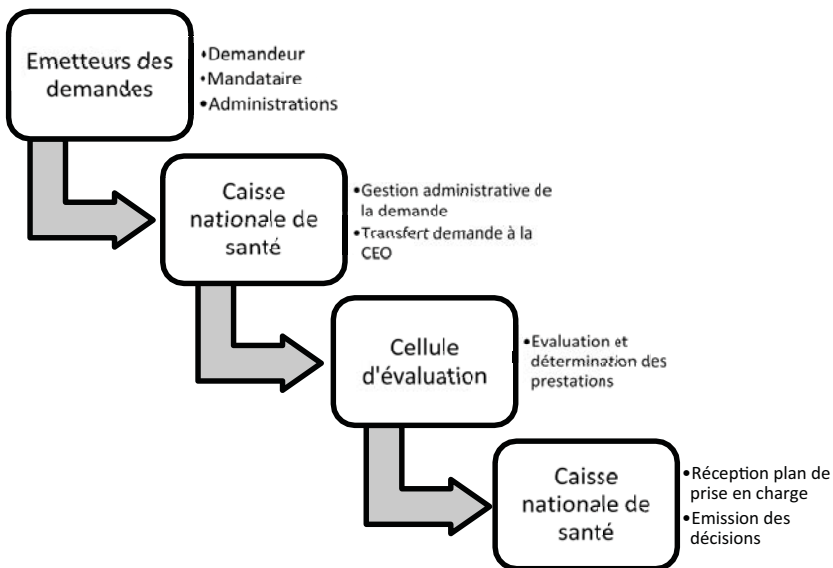 Emetteurs des
demandes
•Demandeur
•Mandataire
•Administrations
Caisse
nationale de
santé
•Gestion administrative de
la demande
•Transfert demande à la
CEO
Cellule
d'évaluation
•Evaluation et
détermination des
prestations
Caisse
nationale de
santé
•Réception plan de
prise en charge
•Emission des
décisions